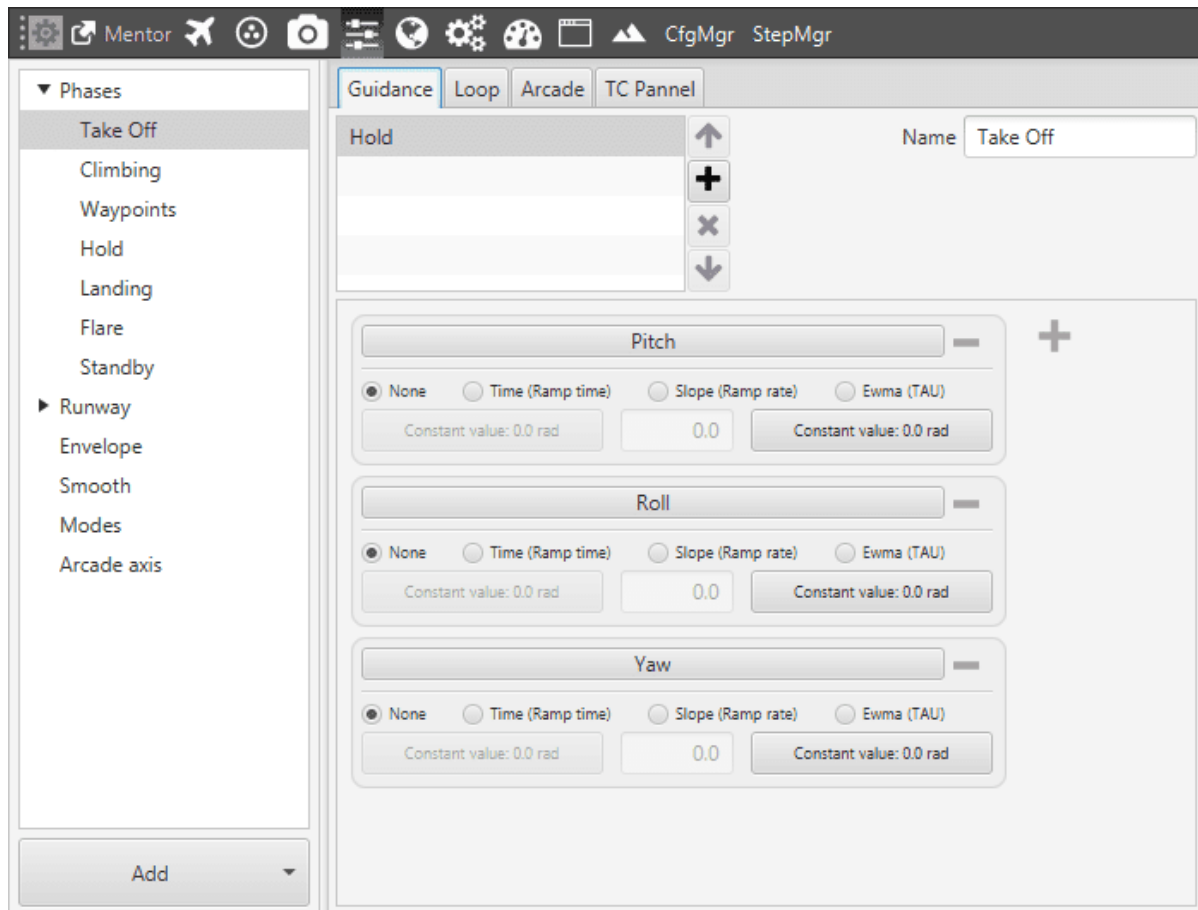 Mentor CfgMgr StepMgr
Phases
Take Off
Climbing
Waypoints
Hold
Landing
Flare
Standby
Runway
Envelope
Smooth
Modes
Arcade axis
Add
Guidance Loop Arcade TC Pannel
Hold
Name Take Off
Pitch
None Time (Ramp time) Slope (Ramp rate) Ewma (TAU)
Constant value: 0.0 rad 0.0 Constant value: 0.0 rad
Roll
None Time (Ramp time) Slope (Ramp rate) Ewma (TAU)
Constant value: 0.0 rad 0.0 Constant value: 0.0 rad
Yaw
None Time (Ramp time) Slope (Ramp rate) Ewma (TAU)
Constant value: 0.0 rad 0.0 Constant value: 0.0 rad